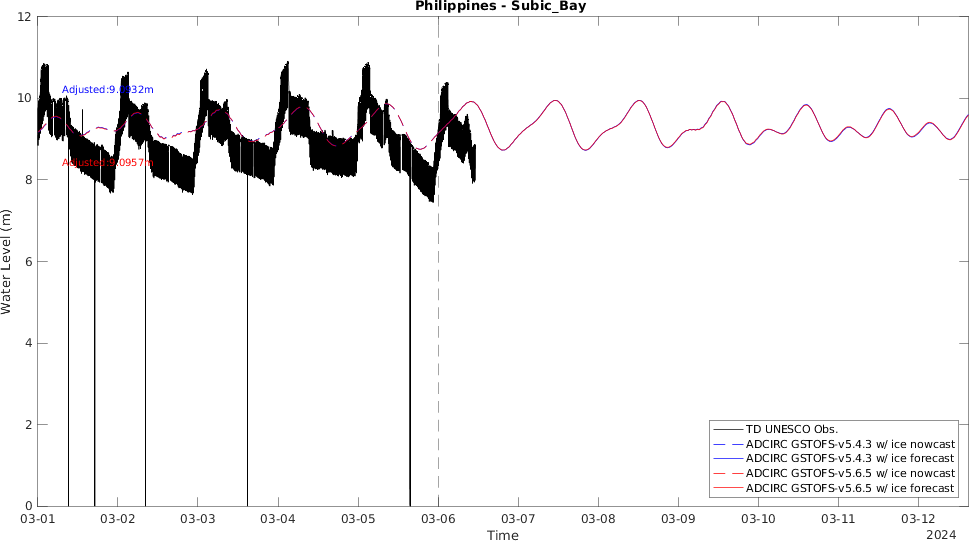 Philippines - Subic_Bay
12
10
8
6
4
2
0
Water Level (m)
Adjusted:9.0957m
TD UNESCO Obs.
ADCIRC GSTOFS-v5.4.3 w/ ice nowcast
ADCIRC GSTOFS-v5.4.3 w/ ice forecast
ADCIRC GSTOFS-v5.6.5 w/ ice nowcast
ADCIRC GSTOFS-v5.6.5 w/ ice forecast
03-01 03-02 03-03 03-04 03-05 03-06 03-07 03-08 03-09 03-10 03-11 03-12
Time
2024